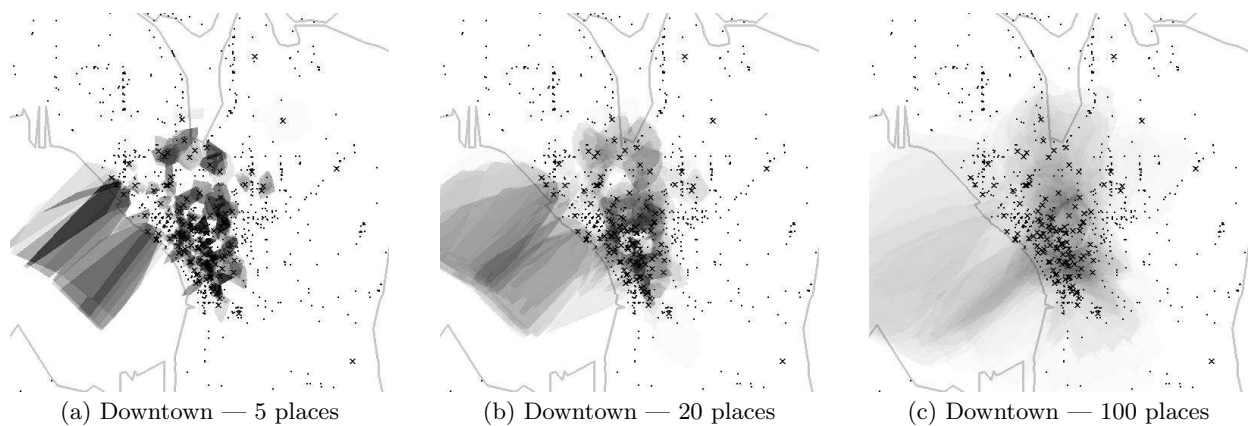 (a) Downtown — 5 places
(b) Downtown — 20 places
(c) Downtown — 100 places